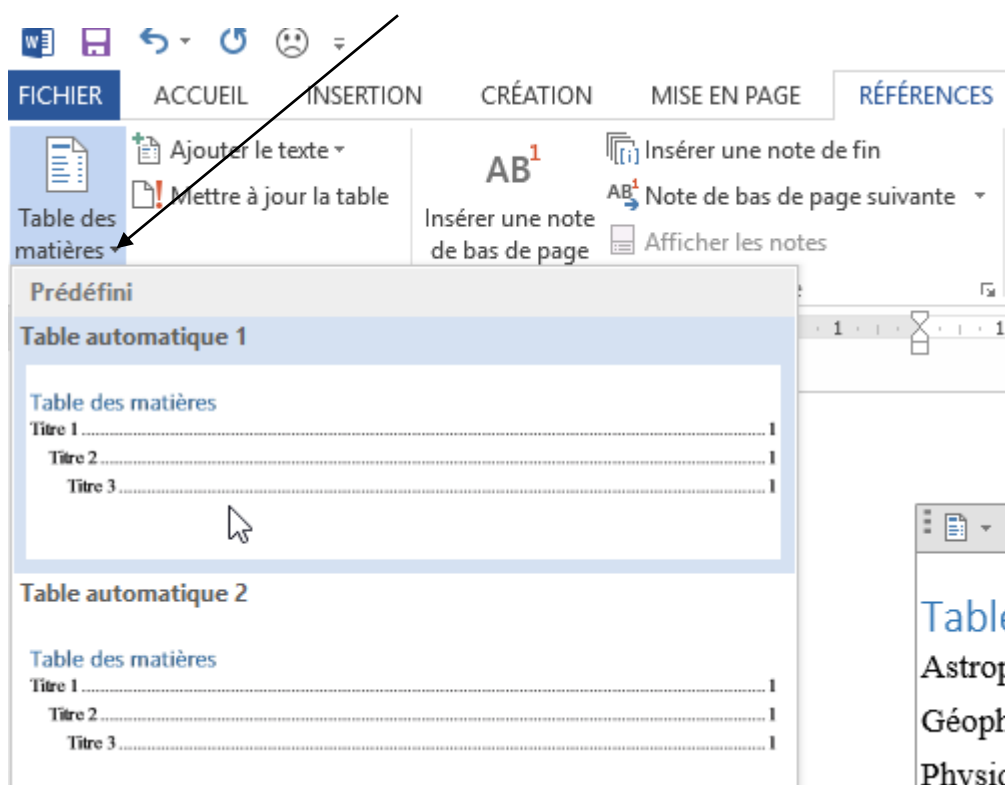 FICHIER ACCUEIL INSERTION CRÉATION MISE EN PAGE RÉFÉRENCES
Table des
matières
Ajouter le texte
Mettre à jour la table
AB1
Insérer une note
de bas de page
[i] Insérer une note de fin
AB1 Note de bas de page suivante
Afficher les notes
Prédéfini
1 1
Table automatique 1
Table des matières
Titre 1 1
Titre 2 1
Titre 3 1
Table automatique 2
Table des matières
Titre 1 1
Titre 2 1
Titre 3 1